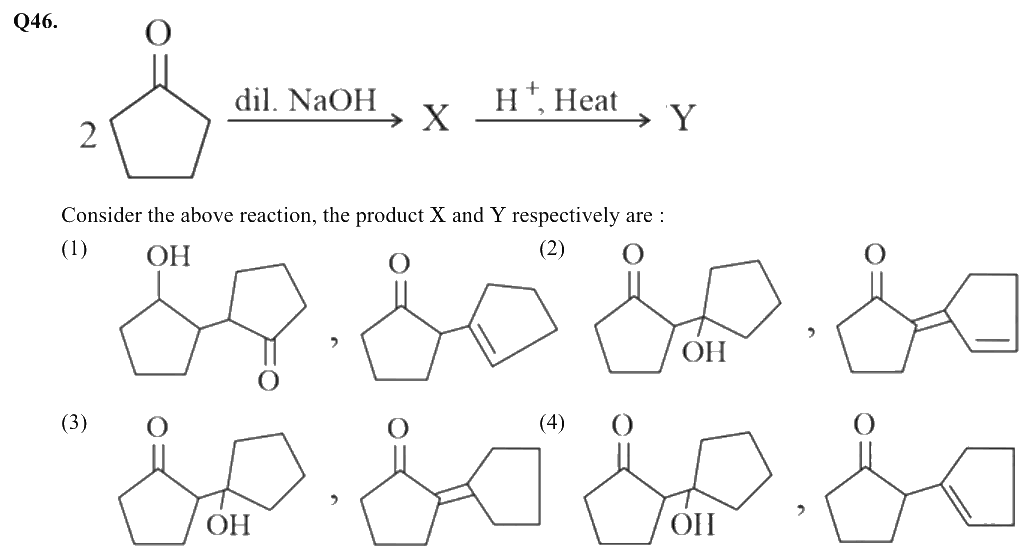 Q46.
O
2
dil. NaOH
X
H+, Heat
Y
Consider the above reaction, the product X and Y respectively are :
(1)
OH
O
,
O
(2)
O
OH
,
O
(3)
O
OH
,
O
(4)
O
OH
,
O